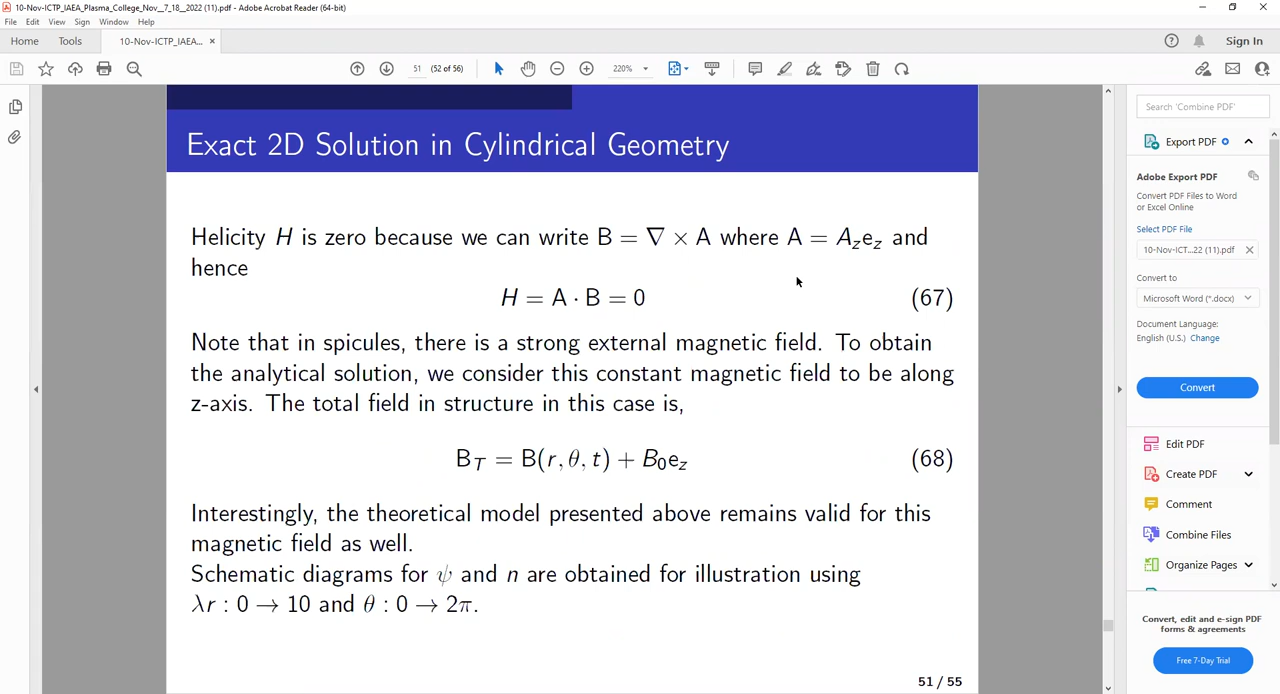 10-Nov-ICTP_IAEA_Plasma_College_Nov__7_18__2022 (11).pdf - Adobe Acrobat Reader (64-bit)
File Edit View Sign Window Help
Home Tools 10-Nov-ICTP_IAEA... × Sign In
51 (52 of 56) 220%
Exact 2D Solution in Cylindrical Geometry
Helicity H is zero because we can write B = ∇ × A where A = A_z e_z and
hence
H = A · B = 0 (67)
Note that in spicules, there is a strong external magnetic field. To obtain
the analytical solution, we consider this constant magnetic field to be along
z-axis. The total field in structure in this case is,
B_T = B(r, θ, t) + B_0 e_z (68)
Interestingly, the theoretical model presented above remains valid for this
magnetic field as well.
Schematic diagrams for ψ and n are obtained for illustration using
λr : 0 → 10 and θ : 0 → 2π.
51 / 55
Search 'Combine PDF'
Export PDF
Adobe Export PDF
Convert PDF Files to Word
or Excel Online
Select PDF File
10-Nov-ICT...22 (11).pdf
Convert to
Microsoft Word (*.docx)
Document Language:
English (U.S.) Change
Convert
Edit PDF
Create PDF
Comment
Combine Files
Organize Pages
Convert, edit and e-sign PDF
forms & agreements
Free 7-Day Trial